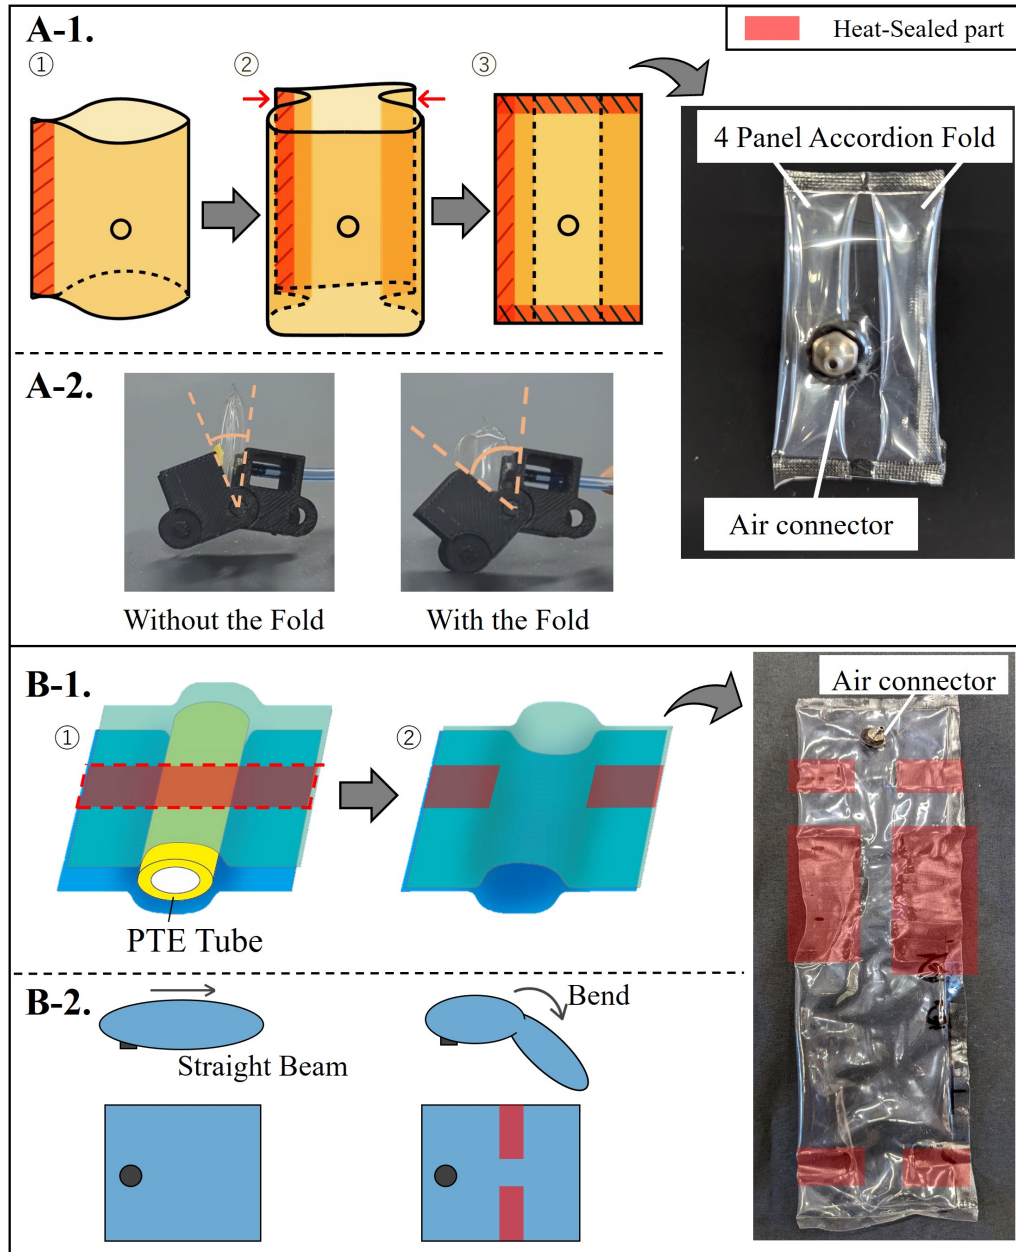 A-1.
Heat-Sealed part
①
②
③
4 Panel Accordion Fold
Air connector
A-2.
Without the Fold
With the Fold
B-1.
Air connector
①
②
PTE Tube
B-2.
Bend
Straight Beam